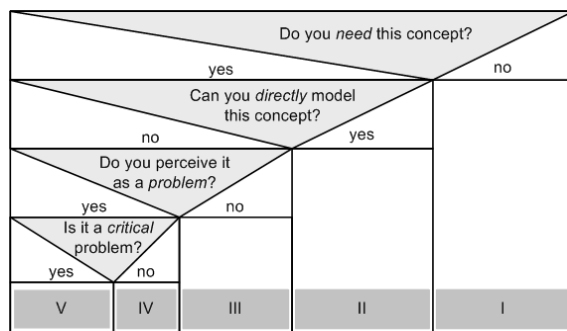 Do you need this concept?
yes
no
Can you directly model
this concept?
no
yes
Do you perceive it
as a problem?
yes
no
Is it a critical
problem?
yes
no
V
IV
III
II
I